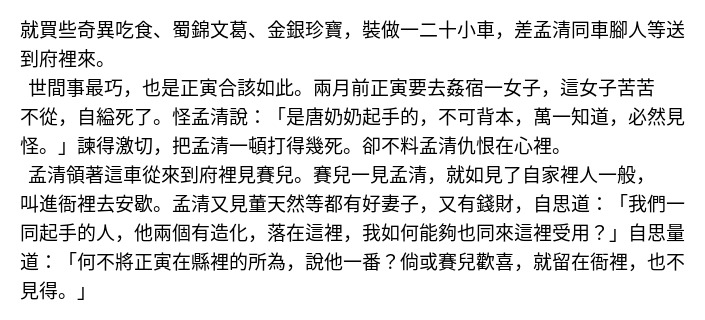 就買些奇異吃食、蜀錦文葛、金銀珍寶，裝做一二十小車，差孟清同車腳人等送
到府裡來。
世間事最巧，也是正寅合該如此。兩月前正寅要去姦宿一女子，這女子苦苦
不從，自縊死了。怪孟清說：「是唐奶奶起手的，不可背本，萬一知道，必然見
怪。」諫得激切，把孟清一頓打得幾死。卻不料孟清仇恨在心裡。
孟清領著這車從來到府裡見賽兒。賽兒一見孟清，就如見了自家裡人一般，
叫進衙裡去安歇。孟清又見董天然等都有好妻子，又有錢財，自思道：「我們一
同起手的人，他兩個有造化，落在這裡，我如何能夠也同來這裡受用？」自思量
道：「何不將正寅在縣裡的所為，說他一番？倘或賽兒歡喜，就留在衙裡，也不
見得。」